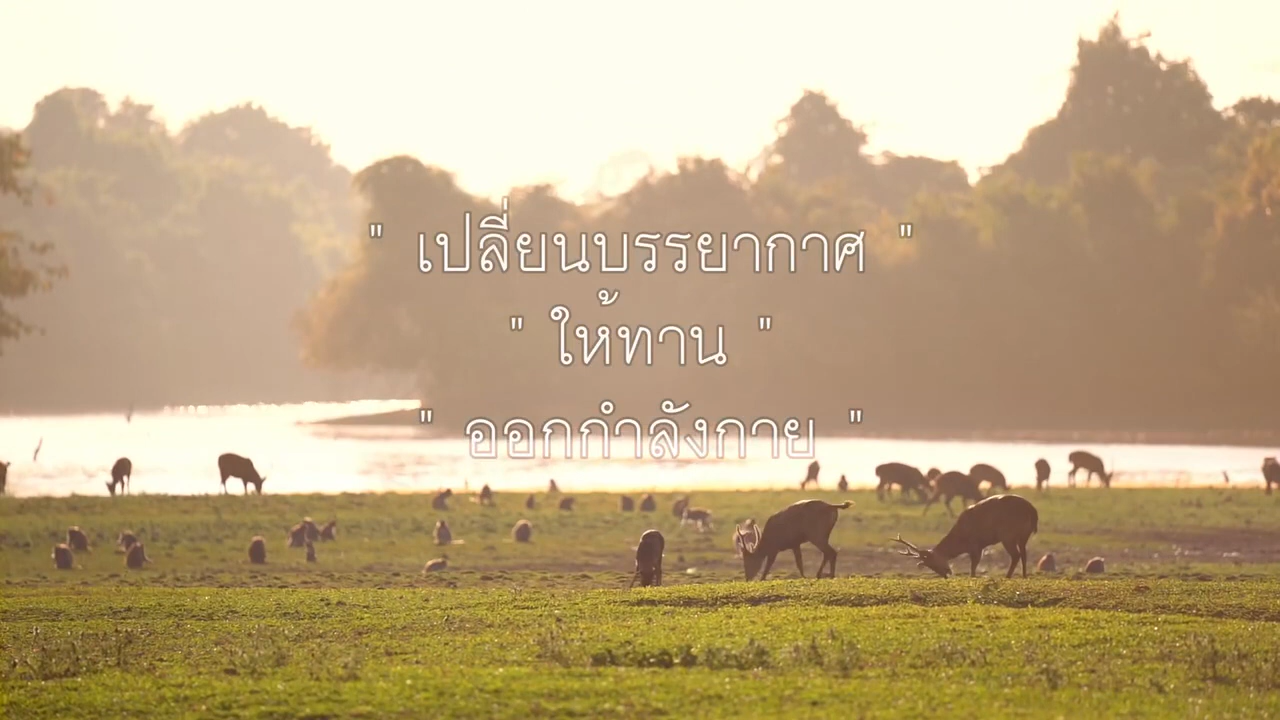 " เปลี่ยนบรรยากาศ "
" ให้ทาน "
" ออกกำลังกาย "